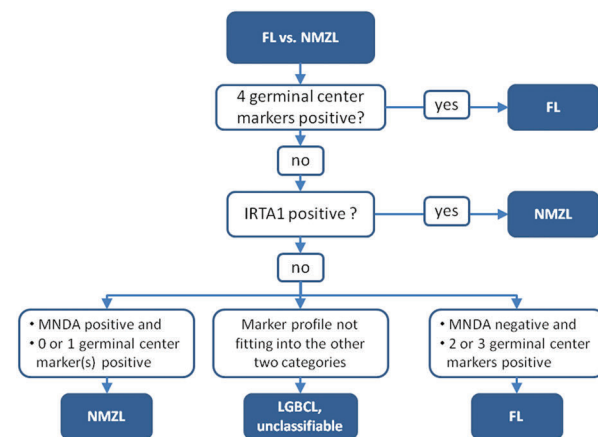 FL vs. NMZL
4 germinal center
markers positive?
yes
FL
no
IRTA1 positive ?
yes
NMZL
no
• MNDA positive and
• 0 or 1 germinal center
marker(s) positive
Marker profile not
fitting into the other
two categories
• MNDA negative and
• 2 or 3 germinal center
markers positive
NMZL
LGBCL,
unclassifiable
FL